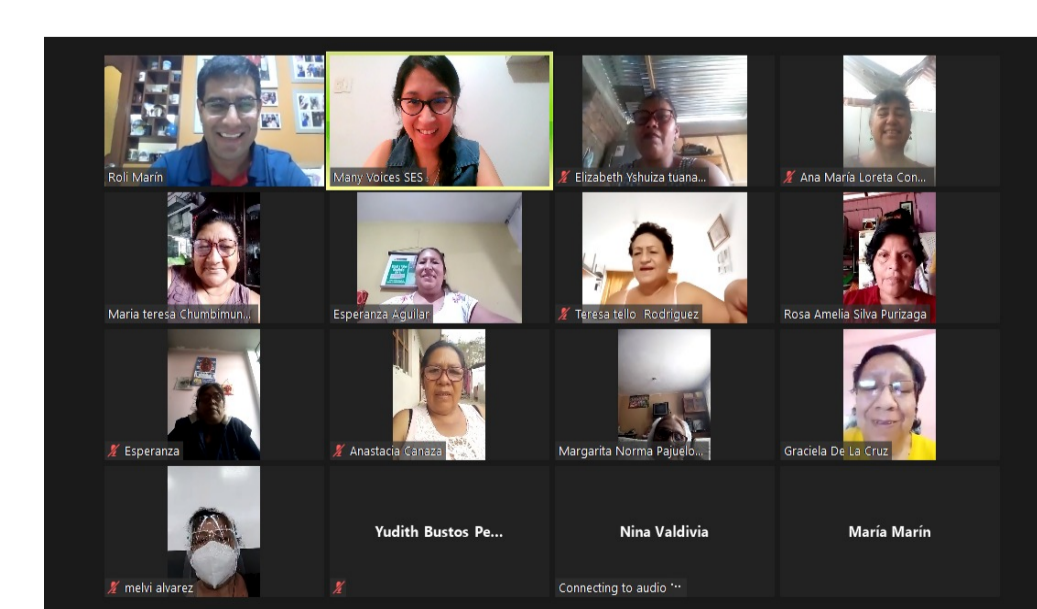 Roli Marín
Many Voices SES
Elizabeth Yshuiza tuana...
Ana María Loreta Con...
Maria teresa Chumbimun...
Esperanza Aguilar
Teresa tello Rodriguez
Rosa Amelia Silva Purizaga
Esperanza
Anastacia Canaza
Margarita Norma Pajuelo...
Graciela De La Cruz
melvi alvarez
Yudith Bustos Pe...
Nina Valdivia
Connecting to audio ...
María Marín